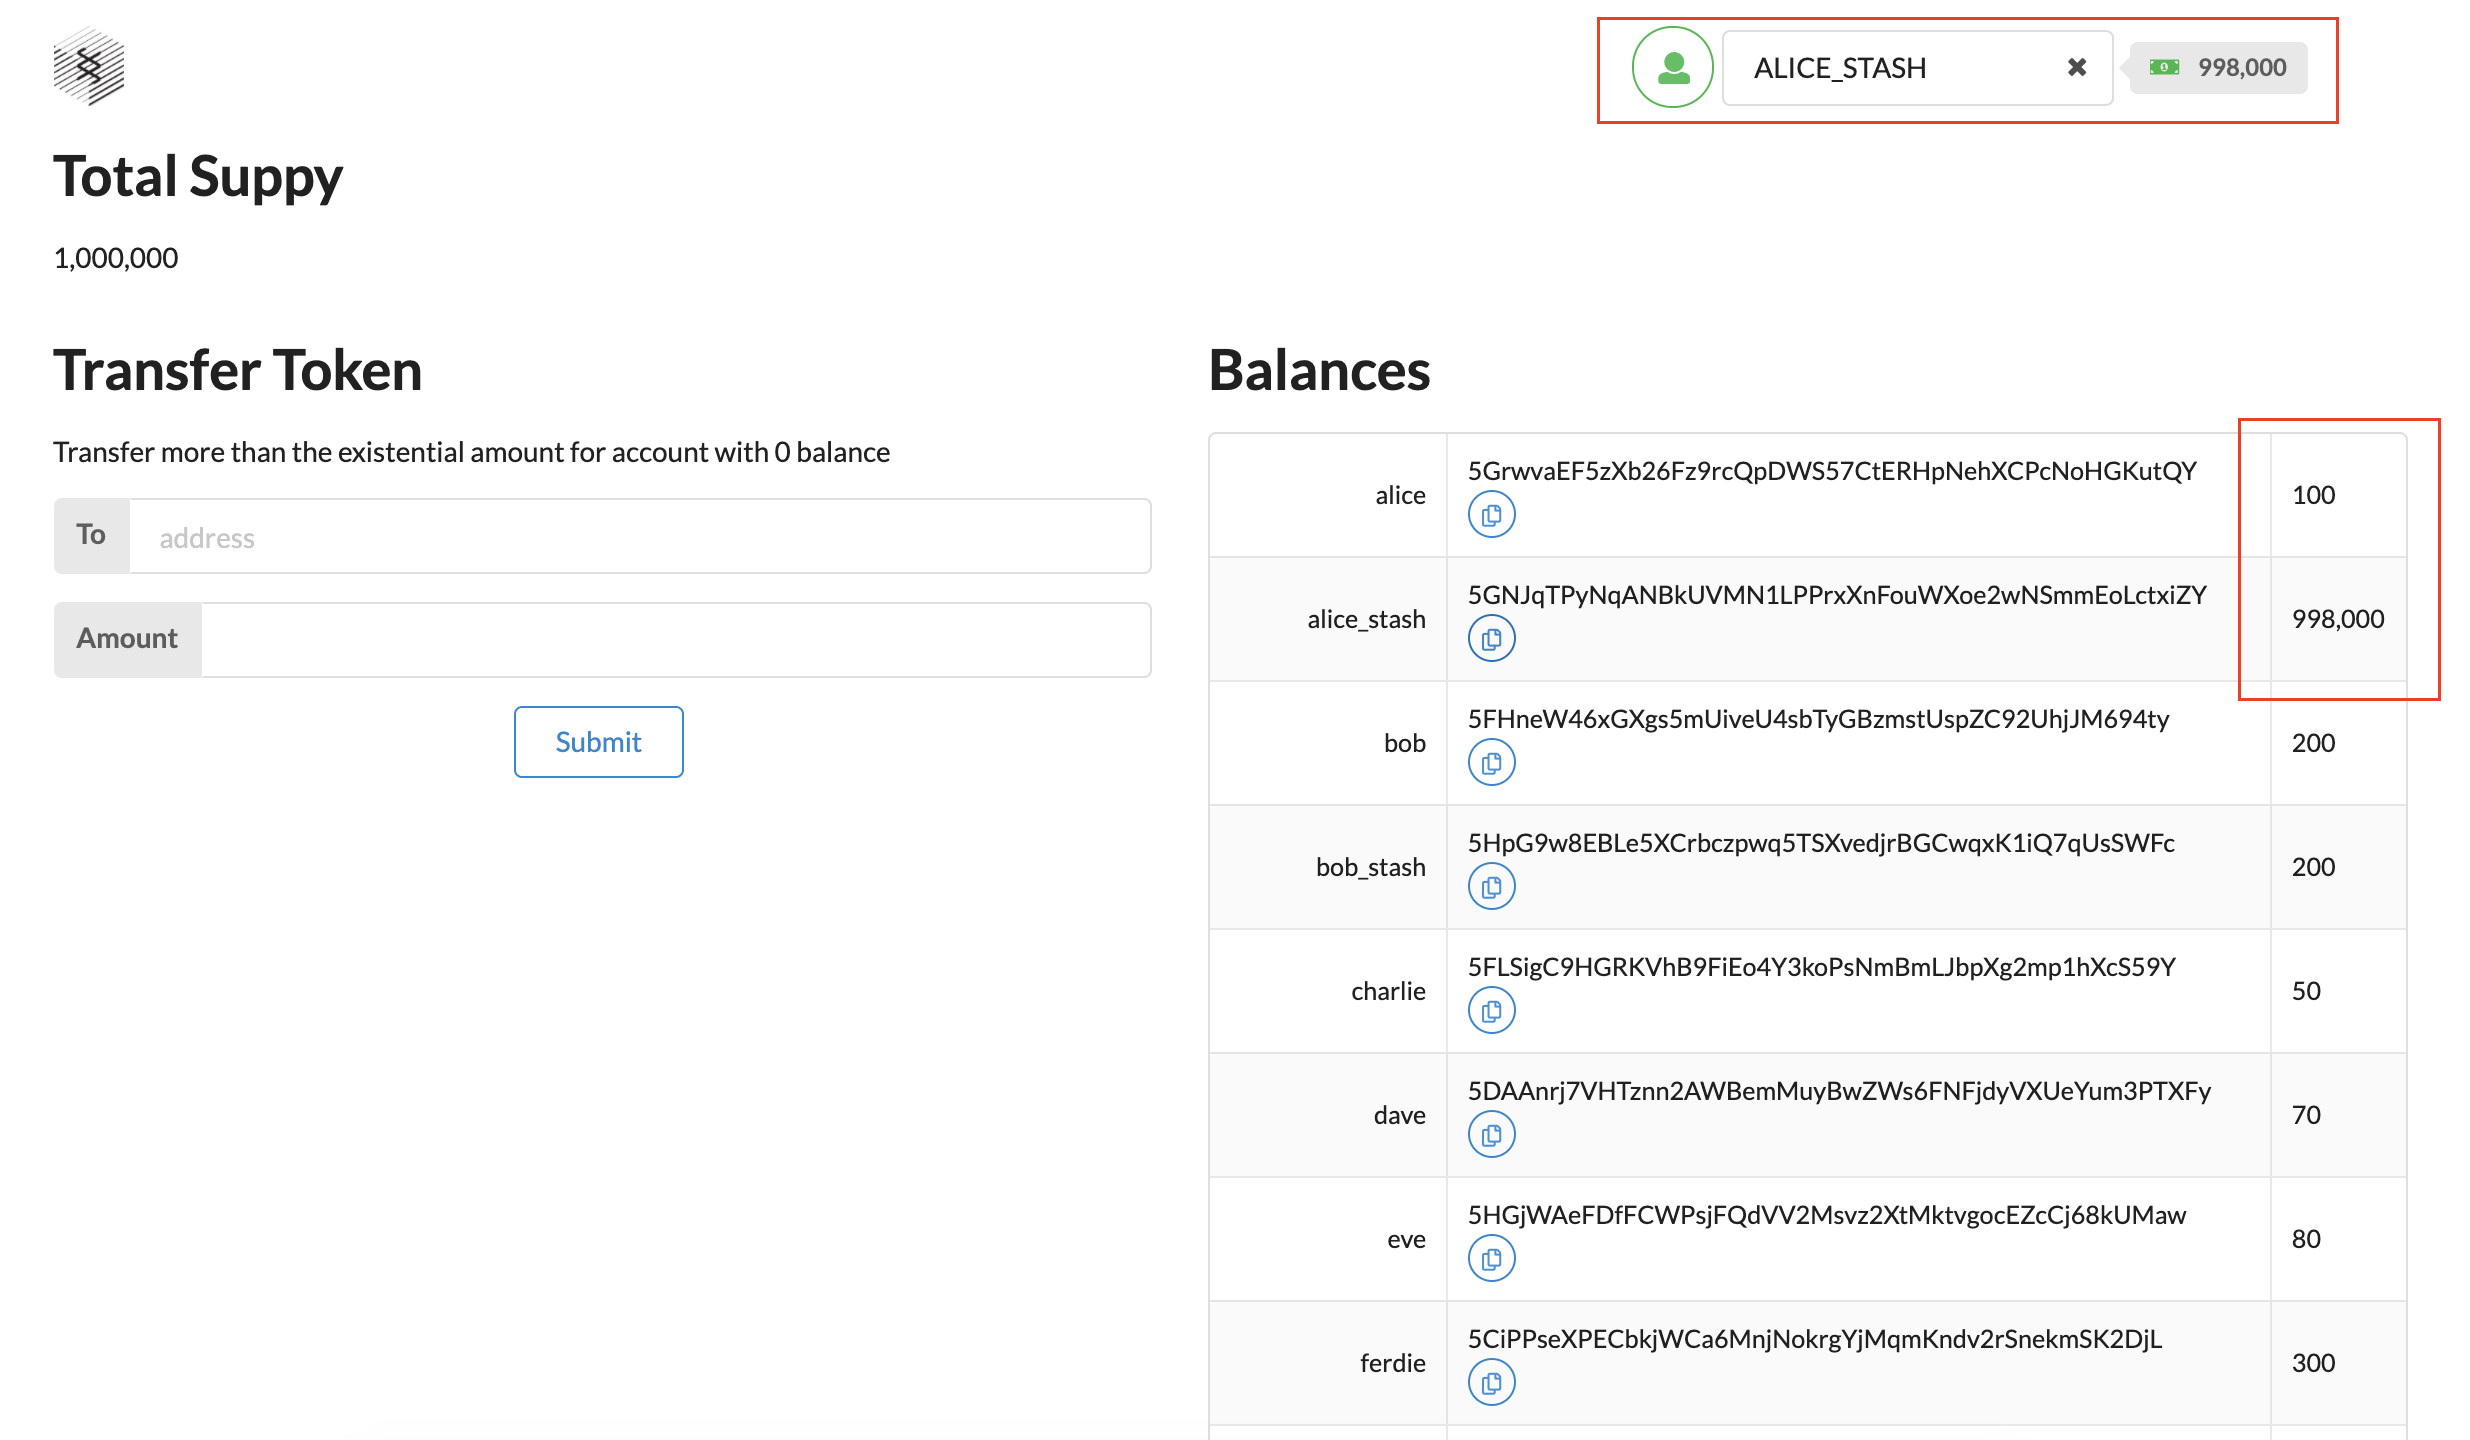 ALICE_STASH
998,000
Total Suppy
1,000,000
Transfer Token
Transfer more than the existential amount for account with 0 balance
To
address
Amount
Submit
Balances
alice 5GrwvaEF5zXb26Fz9rcQpDWS57CtERHpNehXCPcNoHGKutQY 100
alice_stash 5GNJqTPyNqANBkUVMN1LPPrxXnFouWXoe2wNSmmEoLctxiZY 998,000
bob 5FHneW46xGXgs5mUiveU4sbTyGBzmstUspZC92UhjJM694ty 200
bob_stash 5HpG9w8EBLe5XCrbczpwq5TSXvedjrBGCwqxK1iQ7qUsSWFc 200
charlie 5FLSigC9HGRKVhB9FiEo4Y3koPsNmBmLJbpXg2mp1hXcS59Y 50
dave 5DAAnrj7VHTznn2AWBemMuyBwZWs6FNFjdyVXUeYum3PTXFy 70
eve 5HGjWAeFDfFCWPsjFQdVV2Msvz2XtMktvgocEZcCj68kUMaw 80
ferdie 5CiPPseXPECbkjWCa6MnjNokrgYjMqmKndv2rSnekmSK2DjL 300